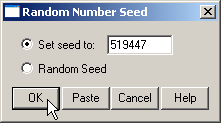 Random Number Seed
Set seed to: 519447
Random Seed
OK Paste Cancel Help